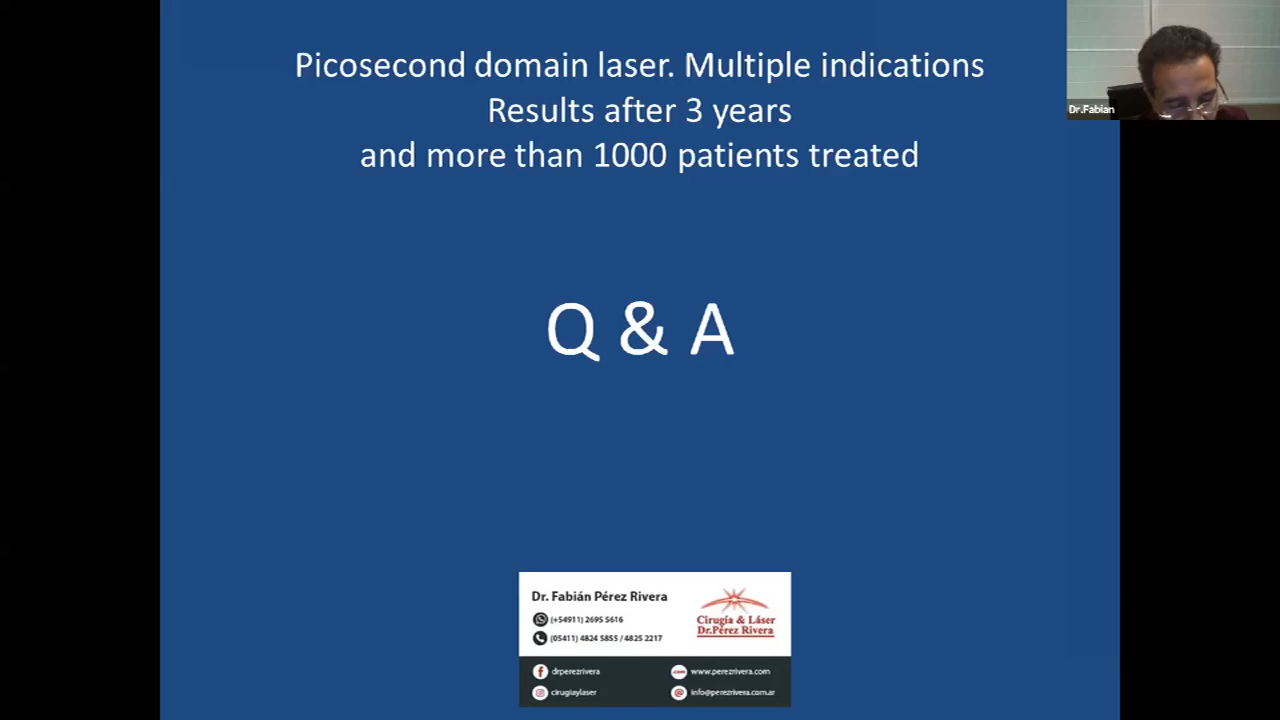 Picosecond domain laser. Multiple indications
Results after 3 years
and more than 1000 patients treated
Dr.Fabian
Q & A
Dr. Fabián Pérez Rivera
(+54911) 2695 5616
(05411) 4824 5855 / 4825 2217
Cirugía & Láser
Dr.Pérez Rivera
drperezrivera
.com www.perezrivera.com
cirugiaylaser
@ info@perezrivera.com.ar